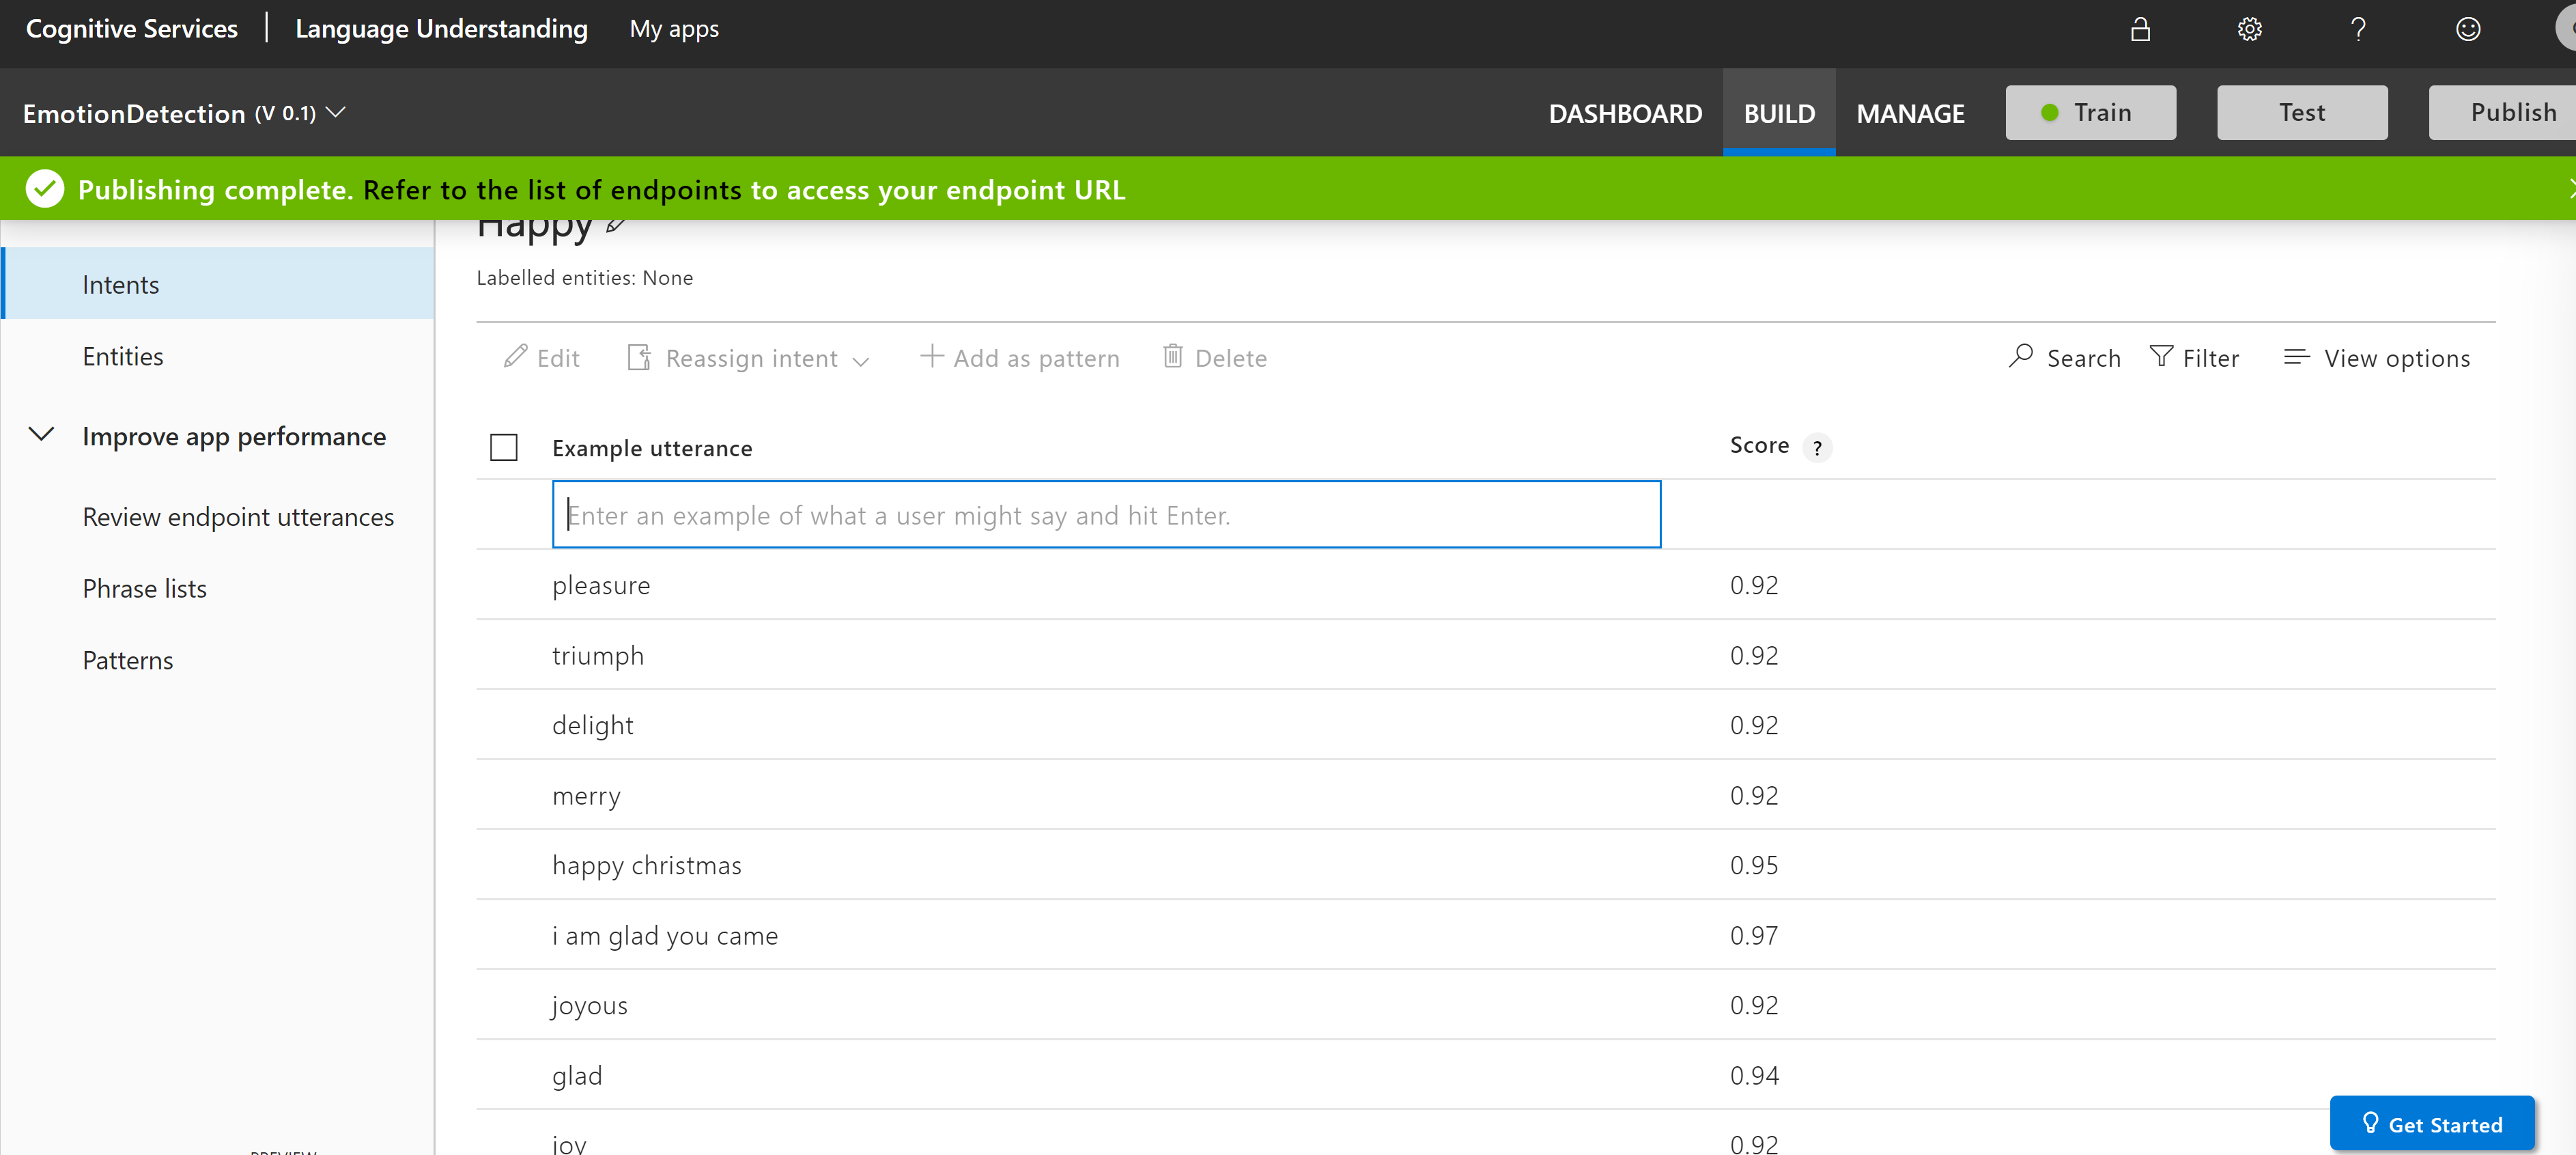 Cognitive Services | Language Understanding My apps
EmotionDetection (V 0.1) DASHBOARD BUILD MANAGE Train Test Publish
Publishing complete. Refer to the list of endpoints to access your endpoint URL
Happy
Intents
Labelled entities: None
Entities
Edit Reassign intent Add as pattern Delete Search Filter View options
Improve app performance
Example utterance Score ?
Review endpoint utterances
Enter an example of what a user might say and hit Enter.
Phrase lists
pleasure 0.92
Patterns
triumph 0.92
delight 0.92
merry 0.92
happy christmas 0.95
i am glad you came 0.97
joyous 0.92
glad 0.94
Get Started
joy 0.92
PREVIEW